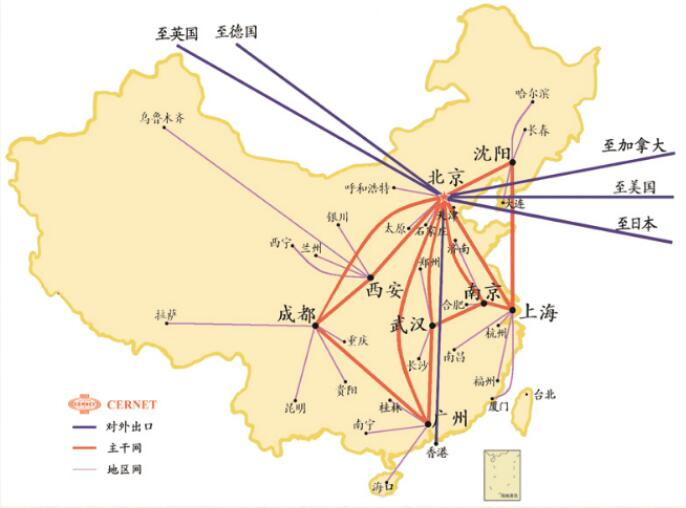 至英国
至德国
哈尔滨
乌鲁木齐
长春
沈阳
至加拿大
北京
呼和浩特
至美国
大连
天津
银川
太原
石家庄
至日本
西宁
兰州
济南
郑州
西安
南京
合肥
拉萨
成都
武汉
上海
杭州
重庆
南昌
长沙
贵阳
福州
台北
CERNET
昆明
桂林
厦门
对外出口
南宁
广州
主干网
香港
地区网
海口